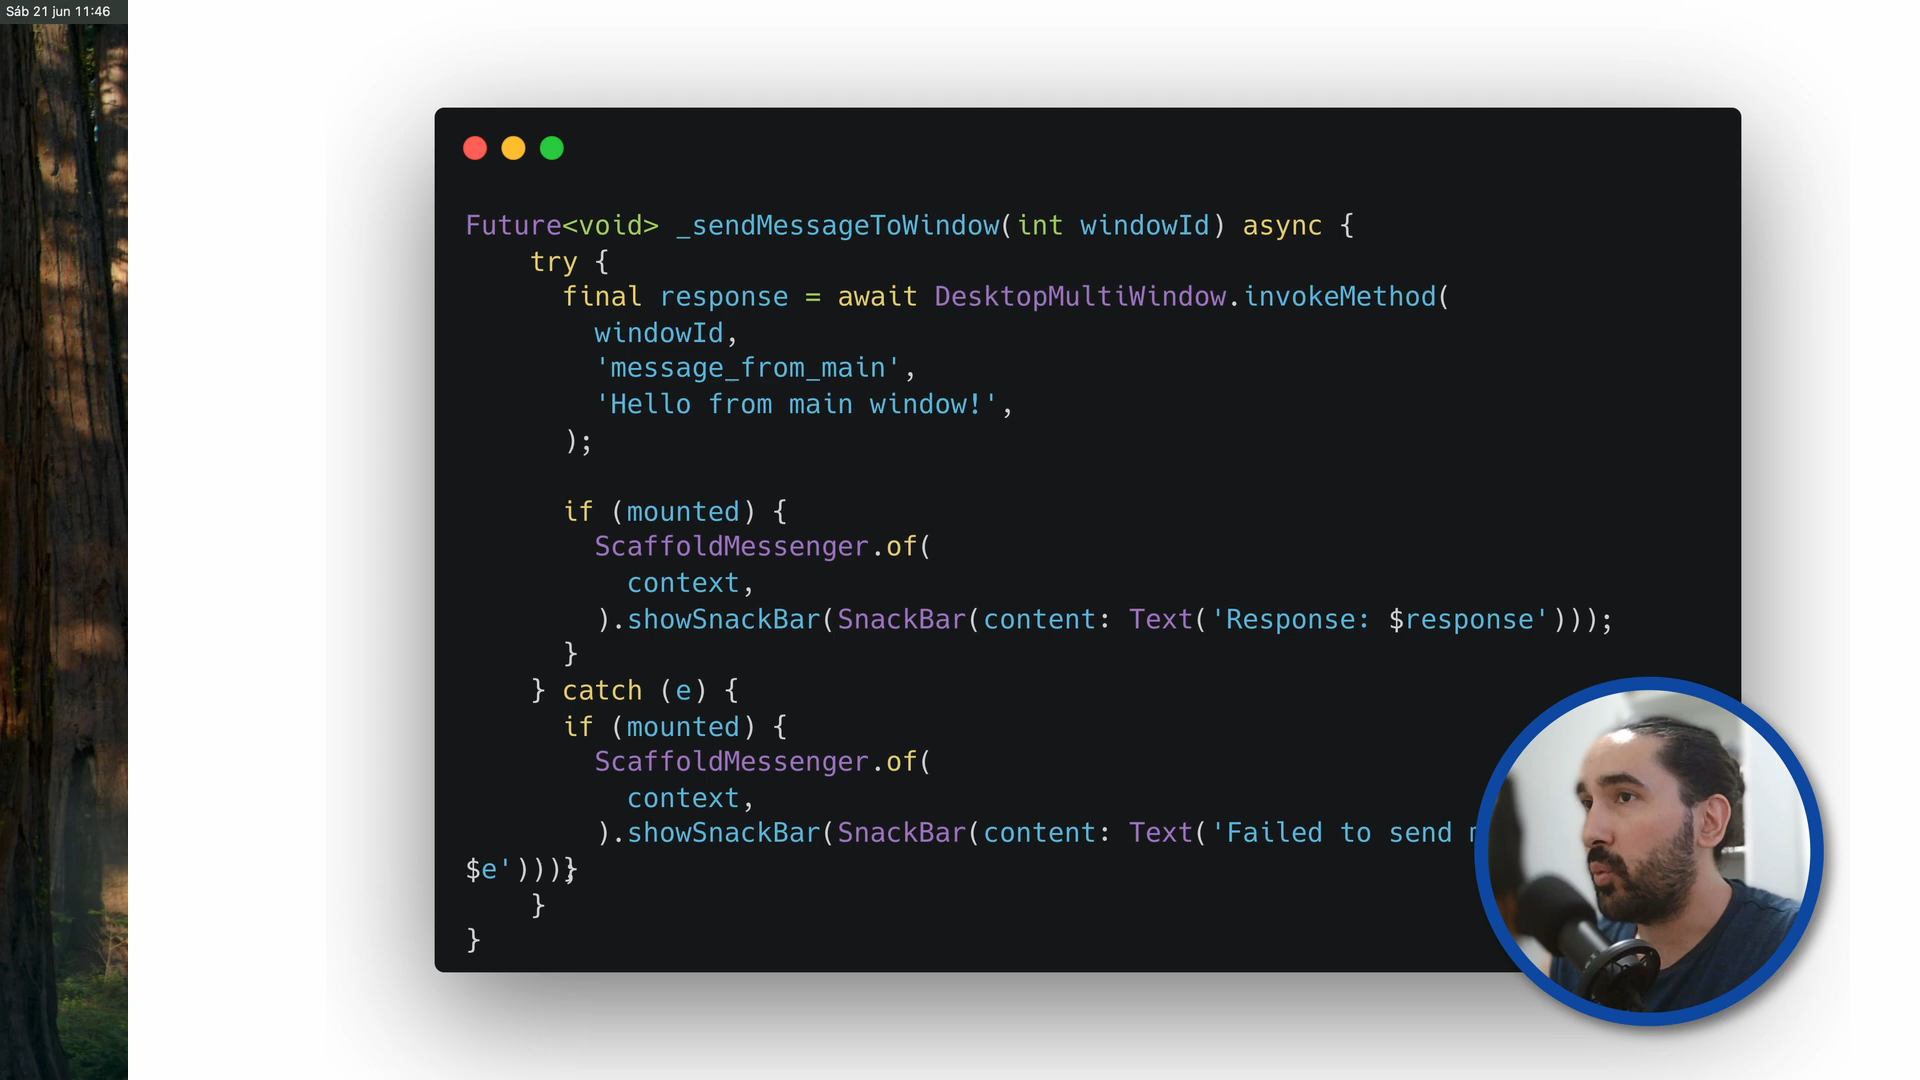 Sáb 21 jun 11:46
Future<void> _sendMessageToWindow(int windowId) async {
try {
final response = await DesktopMultiWindow.invokeMethod(
windowId,
'message_from_main',
'Hello from main window!',
);
if (mounted) {
ScaffoldMessenger.of(
context,
).showSnackBar(SnackBar(content: Text('Response: $response')));
}
} catch (e) {
if (mounted) {
ScaffoldMessenger.of(
context,
).showSnackBar(SnackBar(content: Text('Failed to send
$e')));
}
}
}